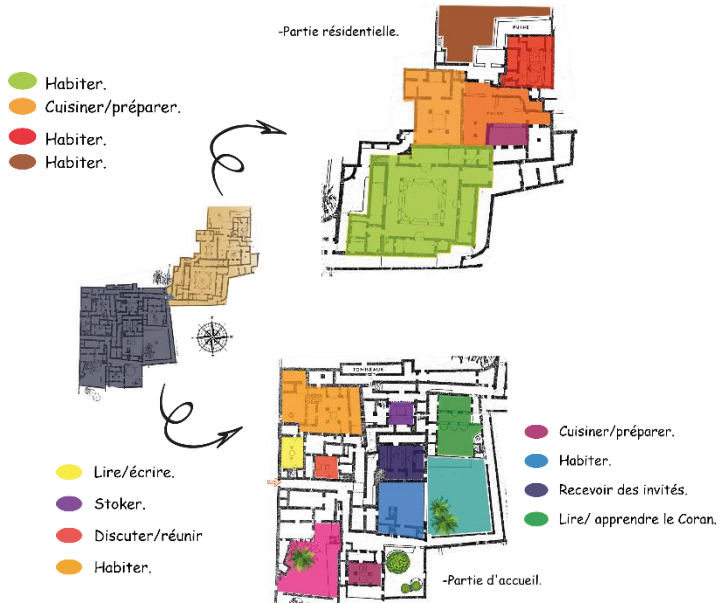 -Partie résidentielle.
Habiter.
Cuisiner/préparer.
Habiter.
Habiter.
TOMBEAUX
Cuisiner/préparer.
Habiter.
Recevoir des invités.
Lire/ apprendre le Coran.
Lire/écrire.
Stoker.
Discuter/réunir
Habiter.
-Partie d'accueil.